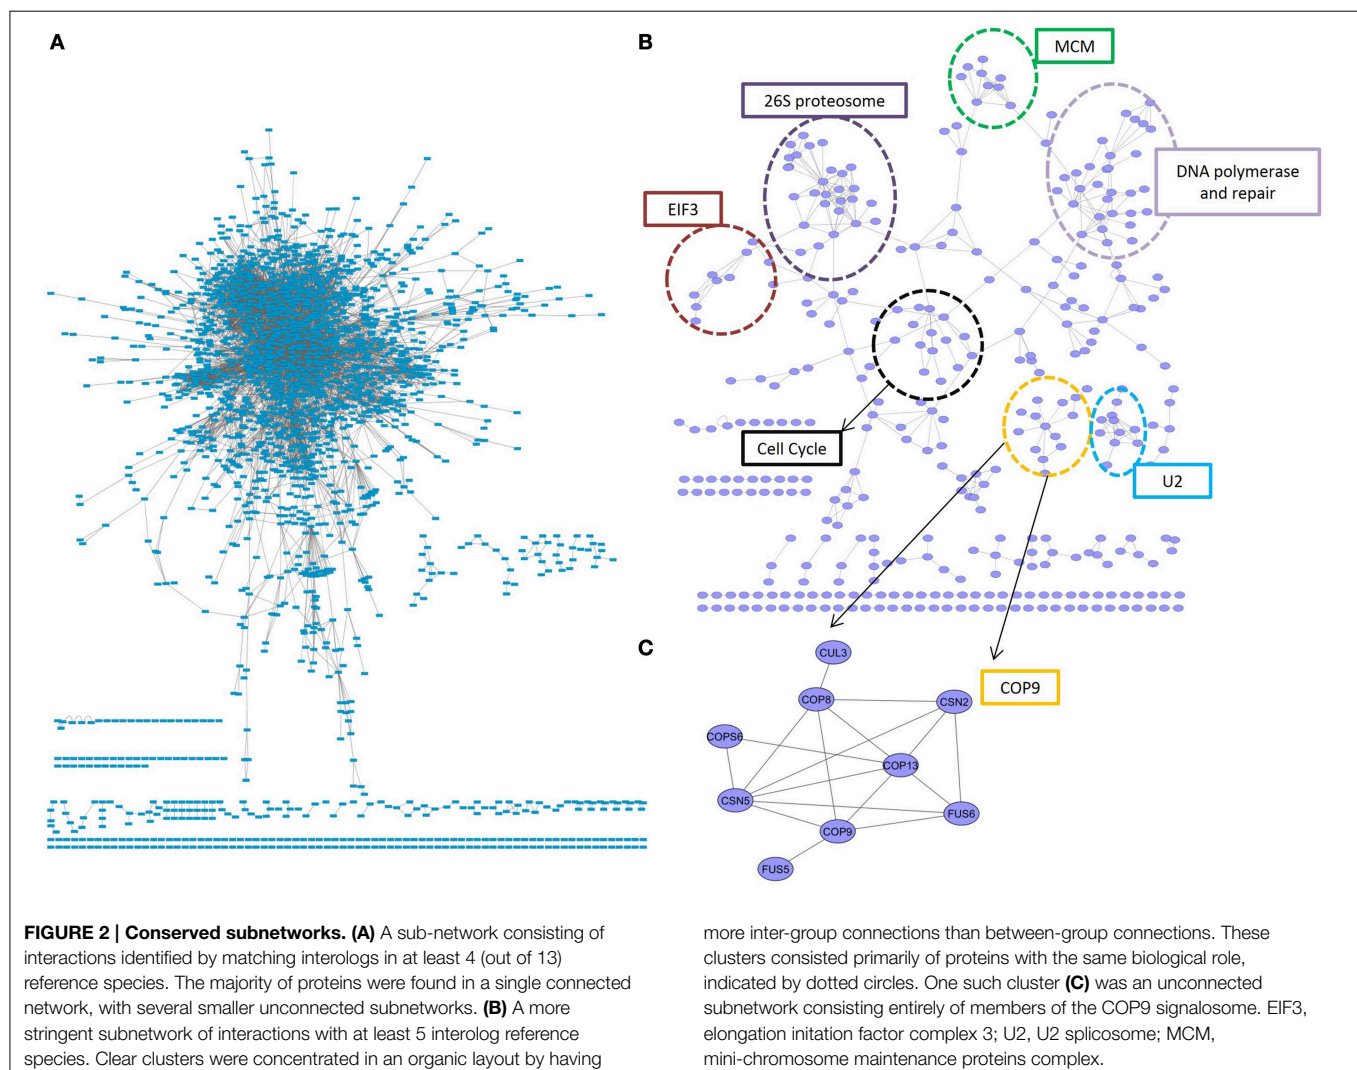 A
B
MCM
26S proteosome
DNA polymerase
and repair
EIF3
Cell Cycle
U2
C
CUL3
COP9
COP8
CSN2
COPS6
COP13
CSN5
FUS6
COP9
FUS5
FIGURE 2 | Conserved subnetworks. (A) A sub-network consisting of
interactions identified by matching interologs in at least 4 (out of 13)
reference species. The majority of proteins were found in a single connected
network, with several smaller unconnected subnetworks. (B) A more
stringent subnetwork of interactions with at least 5 interolog reference
species. Clear clusters were concentrated in an organic layout by having
more inter-group connections than between-group connections. These
clusters consisted primarily of proteins with the same biological role,
indicated by dotted circles. One such cluster (C) was an unconnected
subnetwork consisting entirely of members of the COP9 signalosome. EIF3,
elongation initation factor complex 3; U2, U2 splicosome; MCM,
mini-chromosome maintenance proteins complex.